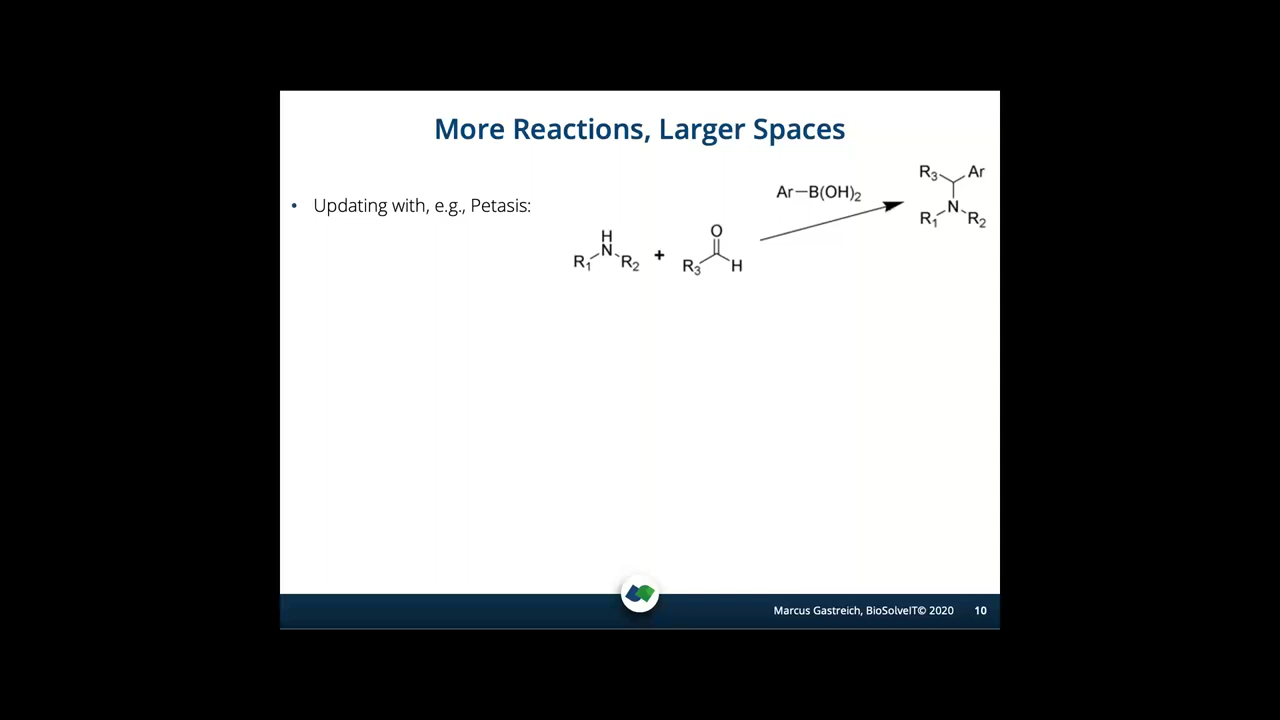 More Reactions, Larger Spaces
• Updating with, e.g., Petasis:
Ar–B(OH)2
R3 Ar
N
R1 R2
H
N
R1 R2
+
O
R3 H
Marcus Gastreich, BioSolveIT© 2020 10